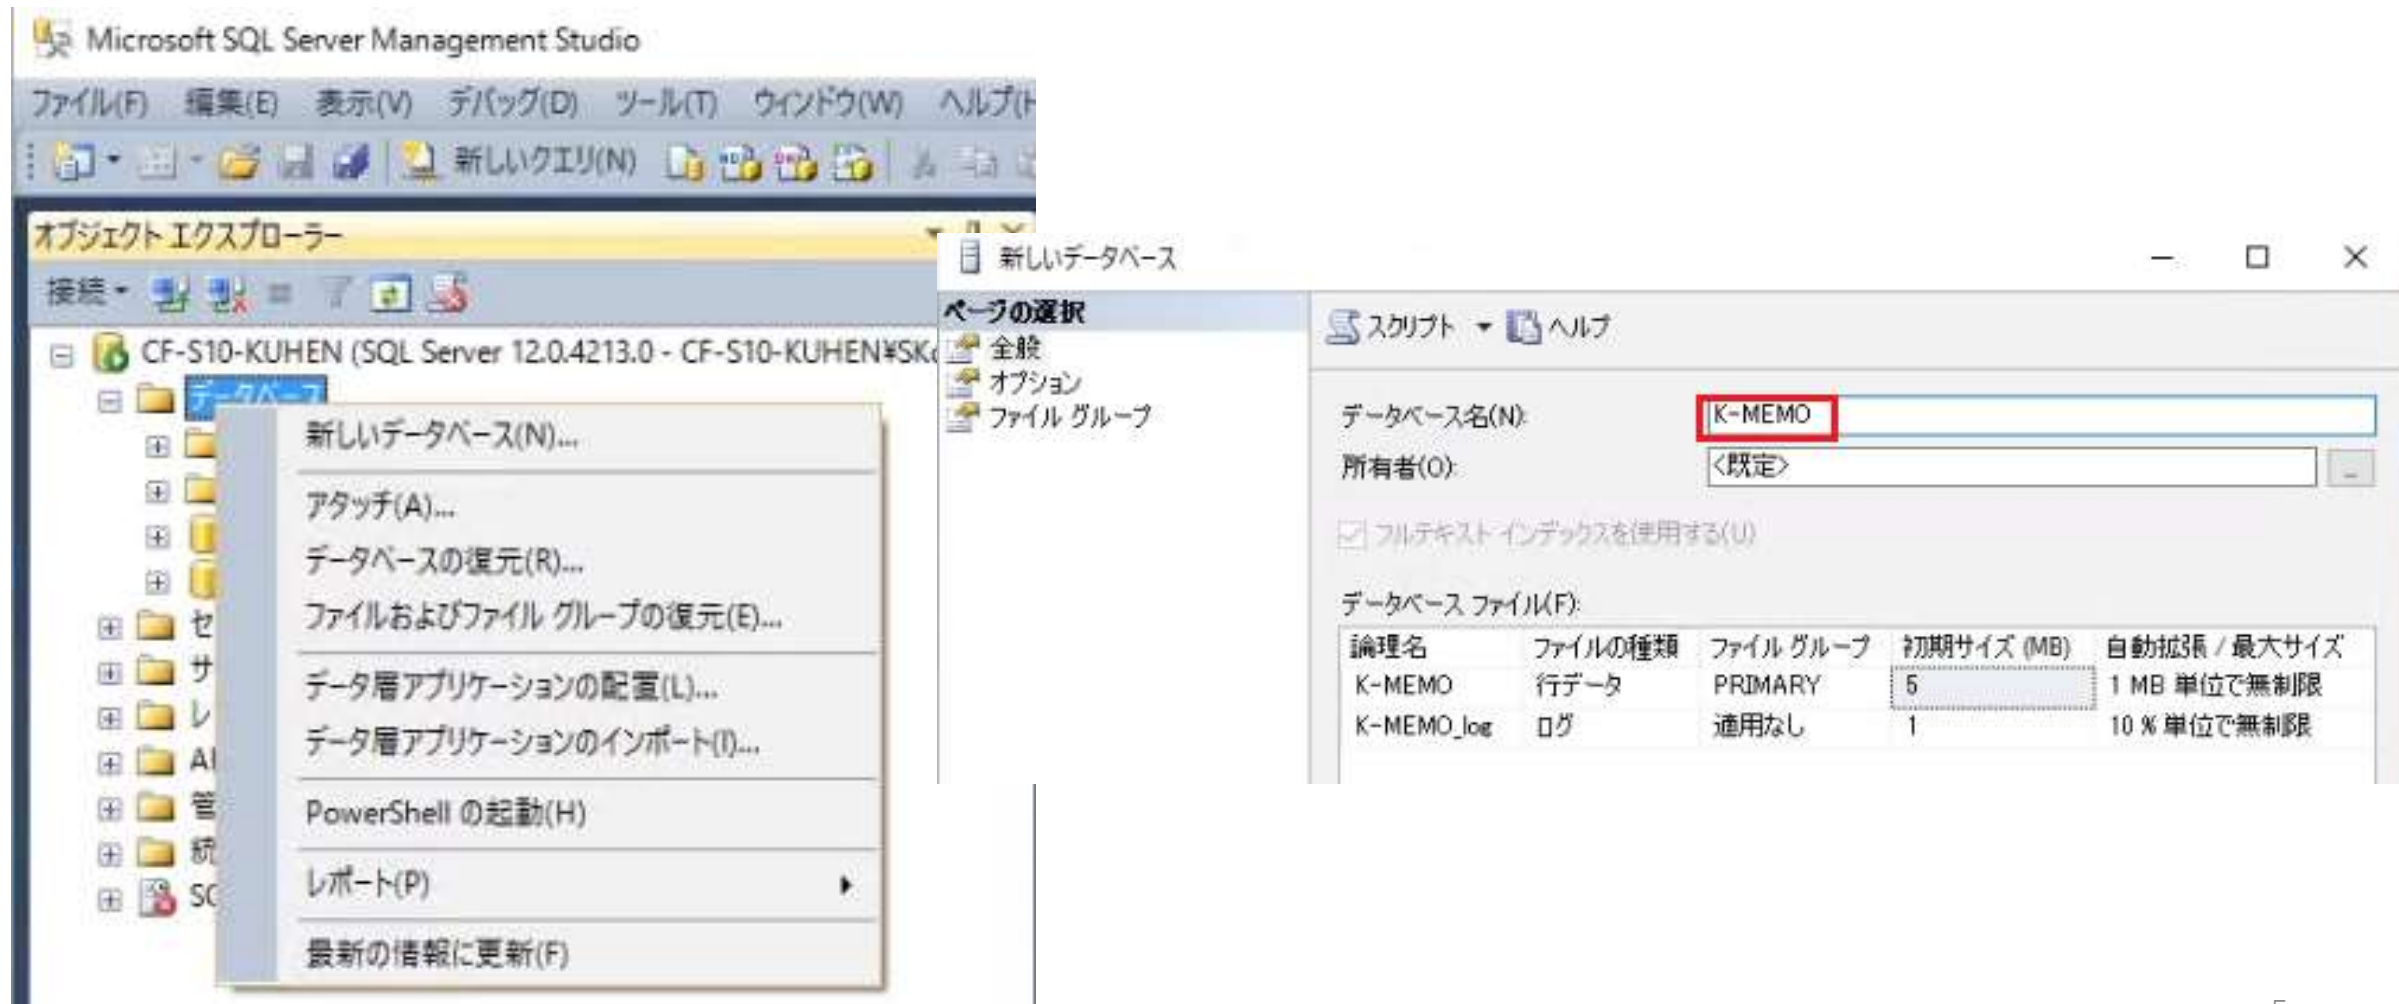 Microsoft SQL Server Management Studio
ファイル(F) 編集(E) 表示(V) デバッグ(D) ツール(T) ウィンドウ(W) ヘルプ(H
新しいクエリ(N)
オブジェクト エクスプローラー
接続
CF-S10-KUHEN (SQL Server 12.0.4213.0 - CF-S10-KUHEN¥SK
データベース
新しいデータベース(N)...
アタッチ(A)...
データベースの復元(R)...
ファイルおよびファイル グループの復元(E)...
データ層アプリケーションの配置(L)...
データ層アプリケーションのインポート(I)...
PowerShell の起動(H)
レポート(P)
最新の情報に更新(F)
セ
サ
レ
管
統
新しいデータベース
ページの選択
全般
オプション
ファイル グループ
スクリプト ヘルプ
データベース名(N): K-MEMO
所有者(O): <既定> ...
フルテキスト インデックスを使用する(U)
データベース ファイル(F):
論理名 ファイルの種類 ファイル グループ 初期サイズ (MB) 自動拡張 / 最大サイズ
K-MEMO 行データ PRIMARY 5 1 MB 単位で無制限
K-MEMO_log ログ 適用なし 1 10 % 単位で無制限